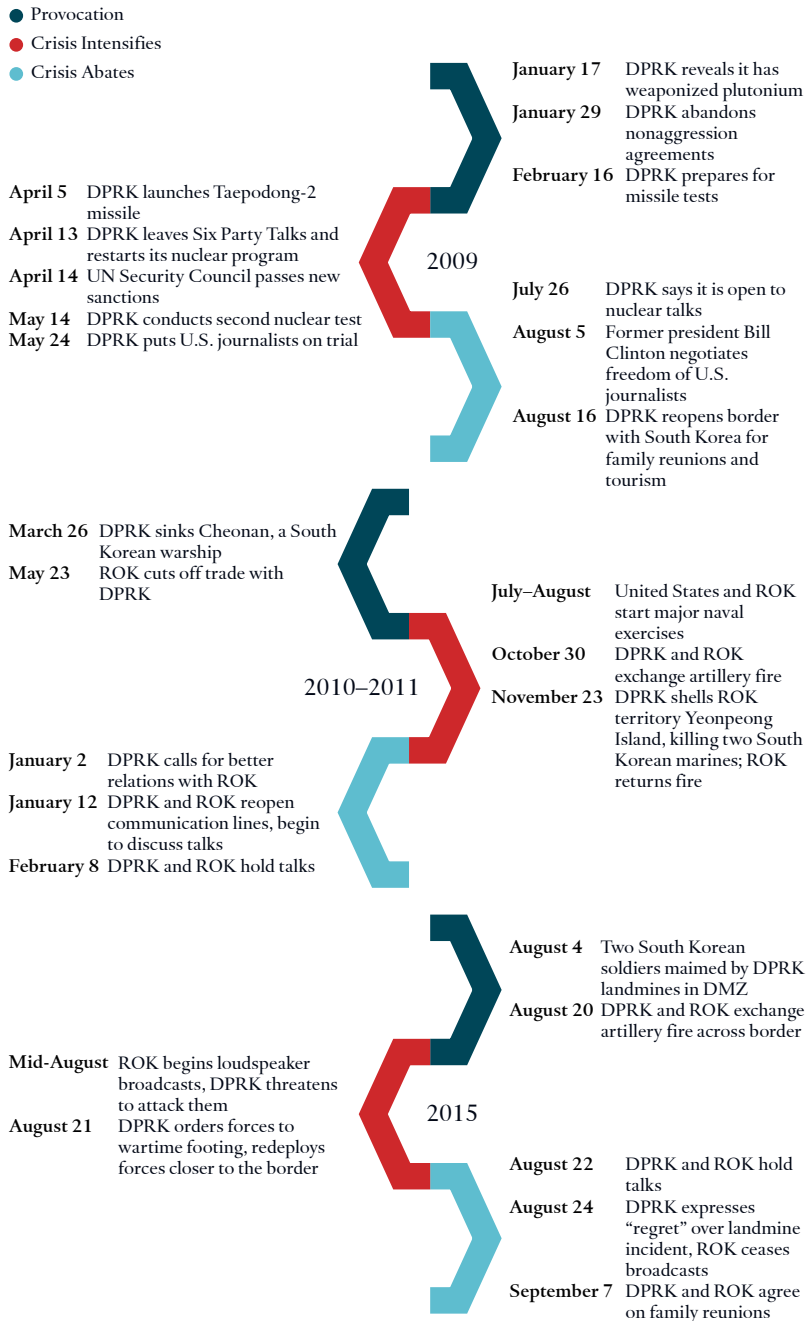 Provocation
Crisis Intensifies
Crisis Abates
January 17 DPRK reveals it has
weaponized plutonium
January 29 DPRK abandons
nonaggression
agreements
February 16 DPRK prepares for
missile tests
April 5 DPRK launches Taepodong-2
missile
April 13 DPRK leaves Six Party Talks and
restarts its nuclear program
April 14 UN Security Council passes new
sanctions
May 14 DPRK conducts second nuclear test
May 24 DPRK puts U.S. journalists on trial
2009
July 26 DPRK says it is open to
nuclear talks
August 5 Former president Bill
Clinton negotiates
freedom of U.S.
journalists
August 16 DPRK reopens border
with South Korea for
family reunions and
tourism
March 26 DPRK sinks Cheonan, a South
Korean warship
May 23 ROK cuts off trade with
DPRK
July–August United States and ROK
start major naval
exercises
October 30 DPRK and ROK
exchange artillery fire
November 23 DPRK shells ROK
territory Yeonpeong
Island, killing two South
Korean marines; ROK
returns fire
2010–2011
January 2 DPRK calls for better
relations with ROK
January 12 DPRK and ROK reopen
communication lines, begin
to discuss talks
February 8 DPRK and ROK hold talks
August 4 Two South Korean
soldiers maimed by DPRK
landmines in DMZ
August 20 DPRK and ROK exchange
artillery fire across border
Mid-August ROK begins loudspeaker
broadcasts, DPRK threatens
to attack them
August 21 DPRK orders forces to
wartime footing, redeploys
forces closer to the border
2015
August 22 DPRK and ROK hold
talks
August 24 DPRK expresses
“regret” over landmine
incident, ROK ceases
broadcasts
September 7 DPRK and ROK agree
on family reunions